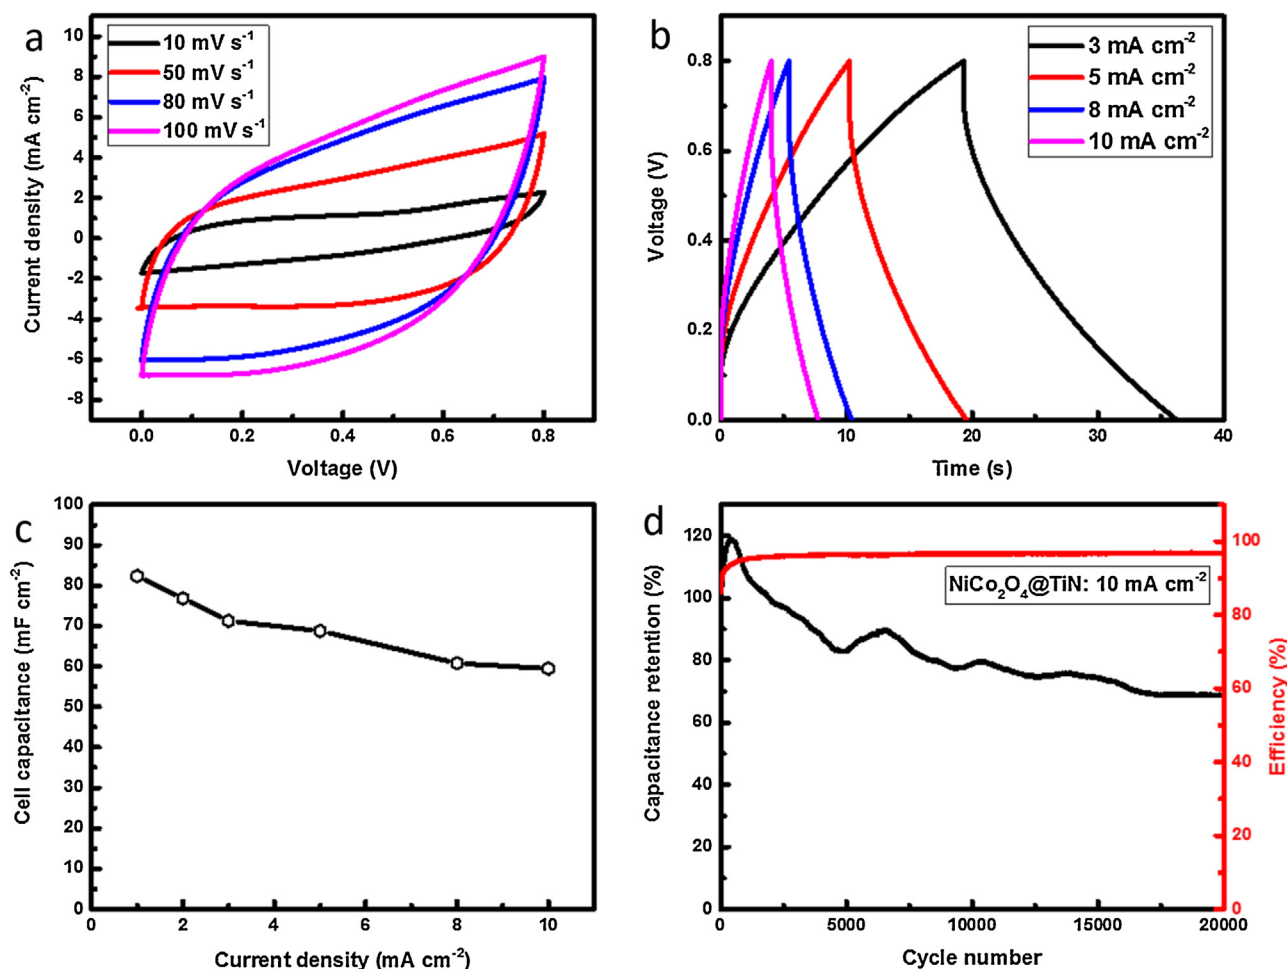 a
10 mV s⁻¹
50 mV s⁻¹
80 mV s⁻¹
100 mV s⁻¹
10
8
6
4
2
0
-2
-4
-6
-8
Current density (mA cm⁻²)
0.0 0.2 0.4 0.6 0.8
Voltage (V)
b
3 mA cm⁻²
5 mA cm⁻²
8 mA cm⁻²
10 mA cm⁻²
0.8
0.6
0.4
0.2
0.0
Voltage (V)
0 10 20 30 40
Time (s)
c
100
90
80
70
60
50
40
30
20
10
0
Cell capacitance (mF cm⁻²)
0 2 4 6 8 10
Current density (mA cm⁻²)
d
NiCo₂O₄@TiN: 10 mA cm⁻²
120
100
80
60
40
20
0
Capacitance retention (%)
100
80
60
40
20
0
Efficiency (%)
0 5000 10000 15000 20000
Cycle number